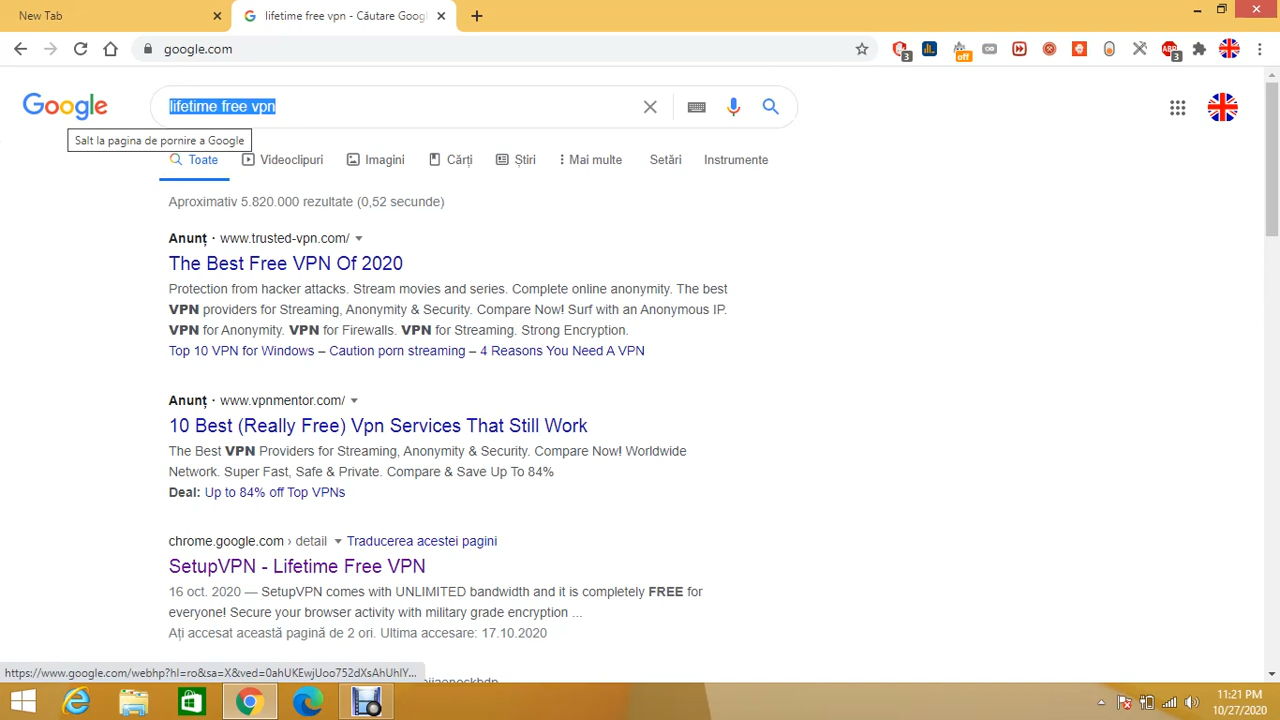 New Tab
lifetime free vpn - Căutare Goog
google.com
3
off
ABP
3
Google
lifetime free vpn
Salt la pagina de pornire a Google
Toate
Videoclipuri
Imagini
Cărți
Știri
Mai multe
Setări
Instrumente
Aproximativ 5.820.000 rezultate (0,52 secunde)
Anunț · www.trusted-vpn.com/
The Best Free VPN Of 2020
Protection from hacker attacks. Stream movies and series. Complete online anonymity. The best
VPN providers for Streaming, Anonymity & Security. Compare Now! Surf with an Anonymous IP.
VPN for Anonymity. VPN for Firewalls. VPN for Streaming. Strong Encryption.
Top 10 VPN for Windows – Caution porn streaming – 4 Reasons You Need A VPN
Anunț · www.vpnmentor.com/
10 Best (Really Free) Vpn Services That Still Work
The Best VPN Providers for Streaming, Anonymity & Security. Compare Now! Worldwide
Network. Super Fast, Safe & Private. Compare & Save Up To 84%
Deal: Up to 84% off Top VPNs
chrome.google.com › detail Traducerea acestei pagini
SetupVPN - Lifetime Free VPN
16 oct. 2020 — SetupVPN comes with UNLIMITED bandwidth and it is completely FREE for
everyone! Secure your browser activity with military grade encryption ...
Ați accesat această pagină de 2 ori. Ultima accesare: 17.10.2020
https://www.google.com/webhp?hl=ro&sa=X&ved=0ahUKEwjUoo752dXsAhUhIY...
11:21 PM
10/27/2020